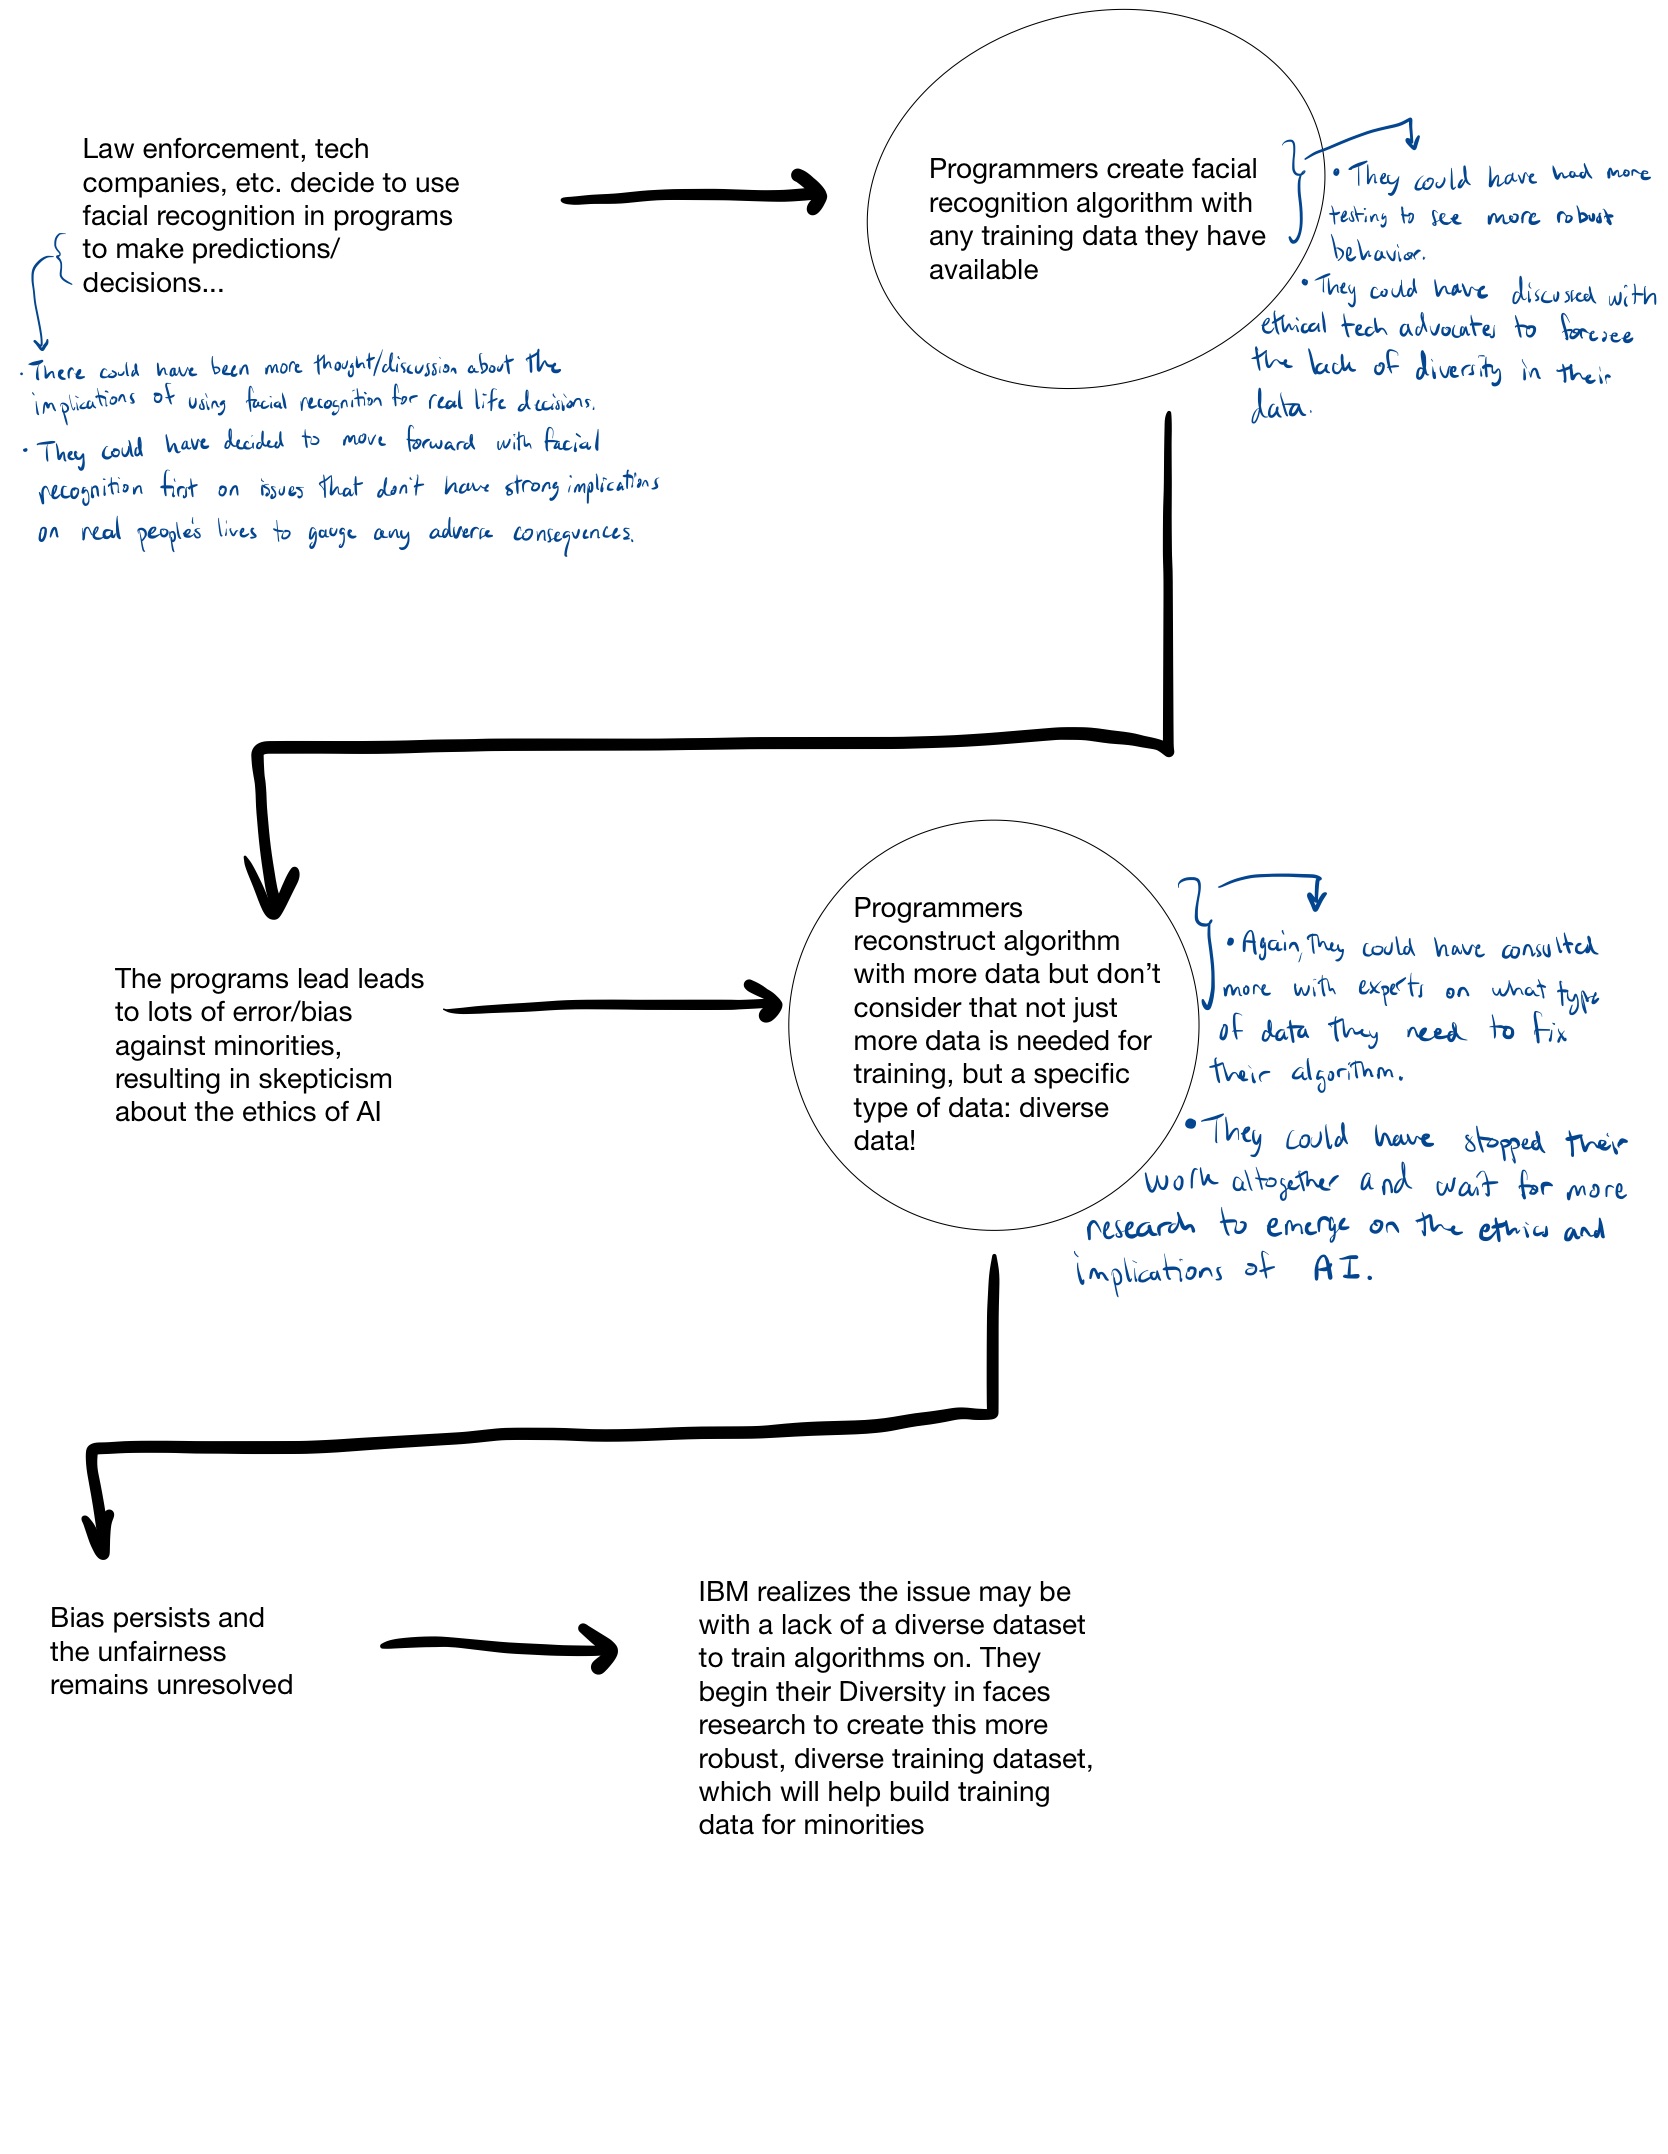 Law enforcement, tech
companies, etc. decide to use
facial recognition in programs
to make predictions/
decisions...
• There could have been more thought/discussion about the
implications of using facial recognition for real life decisions.
• They could have decided to move forward with facial
recognition first on issues that don't have strong implications
on real people's lives to gauge any adverse consequences.
Programmers create facial
recognition algorithm with
any training data they have
available
• They could have had more
testing to see more robust
behavior.
• They could have discussed with
ethical tech advocates to foresee
the lack of diversity in their
data.
The programs lead leads
to lots of error/bias
against minorities,
resulting in skepticism
about the ethics of AI
Programmers
reconstruct algorithm
with more data but don't
consider that not just
more data is needed for
training, but a specific
type of data: diverse
data!
• Again, they could have consulted
more with experts on what type
of data they need to fix
their algorithm.
• They could have stopped their
work altogether and wait for more
research to emerge on the ethics and
implications of AI.
Bias persists and
the unfairness
remains unresolved
IBM realizes the issue may be
with a lack of a diverse dataset
to train algorithms on. They
begin their Diversity in faces
research to create this more
robust, diverse training dataset,
which will help build training
data for minorities